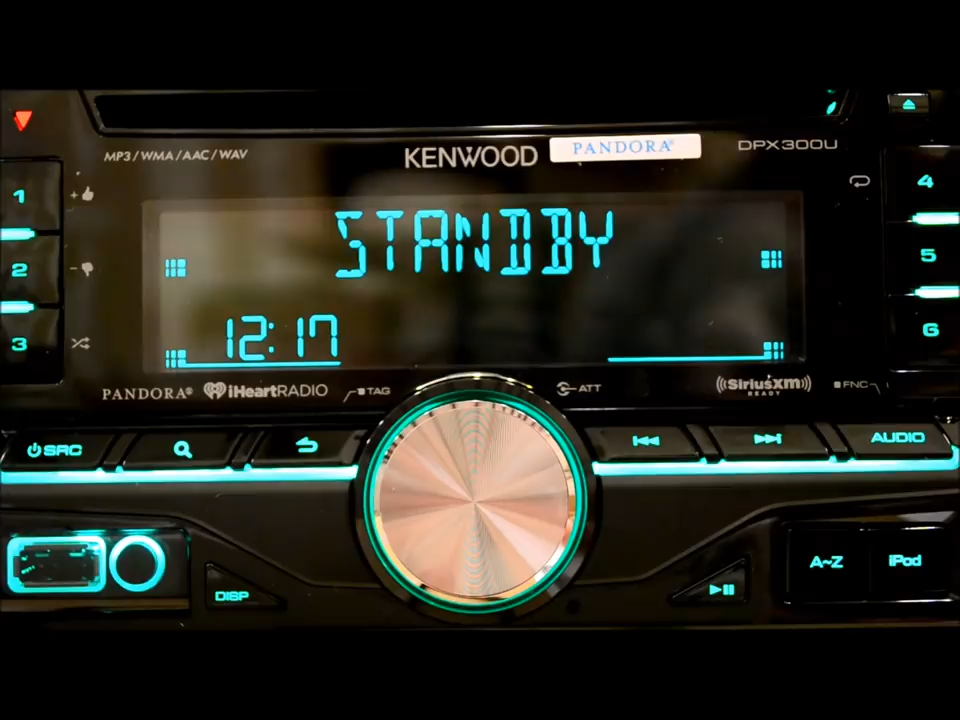 MP3/WMA/AAC/WAV
KENWOOD
PANDORA®
DPX300U
1
+
4
STANDBY
2
-
5
3
12:17
6
PANDORA®
iHeartRADIO
TAG
ATT
((SiriusXM))
READY
FNC
SRC
AUDIO
DISP
A~Z
iPod